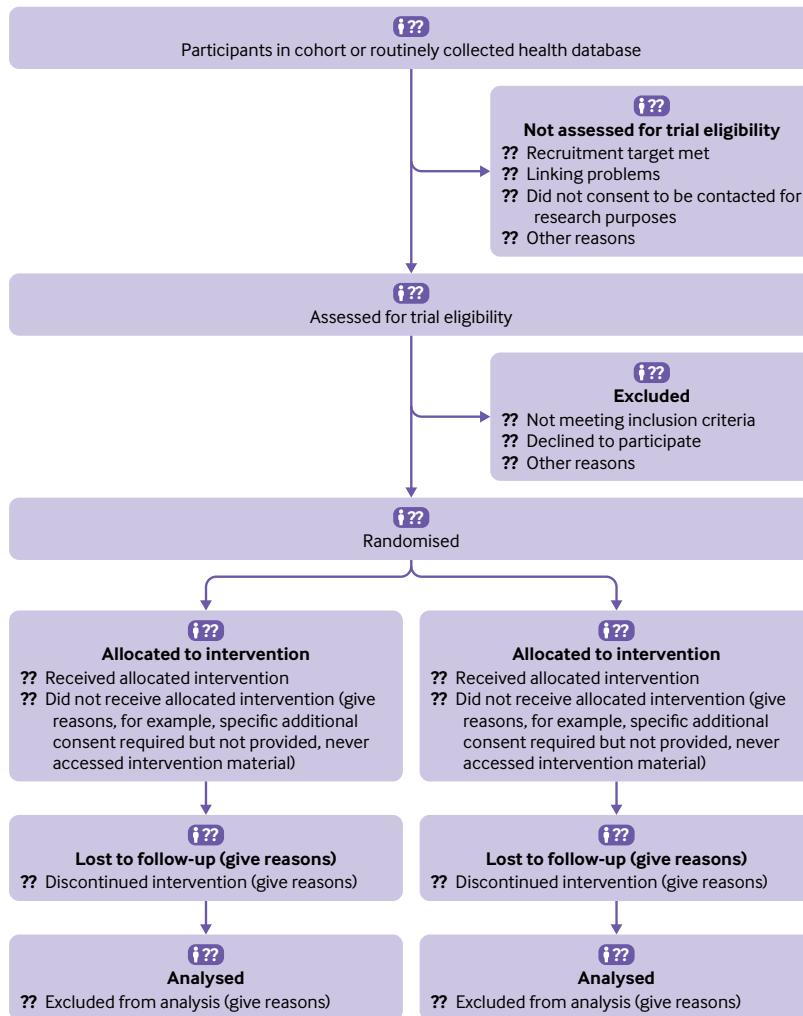 ??
Participants in cohort or routinely collected health database
??
Not assessed for trial eligibility
?? Recruitment target met
?? Linking problems
?? Did not consent to be contacted for
research purposes
?? Other reasons
??
Assessed for trial eligibility
??
Excluded
?? Not meeting inclusion criteria
?? Declined to participate
?? Other reasons
??
Randomised
??
Allocated to intervention
?? Received allocated intervention
?? Did not receive allocated intervention (give
reasons, for example, specific additional
consent required but not provided, never
accessed intervention material)
??
Allocated to intervention
?? Received allocated intervention
?? Did not receive allocated intervention (give
reasons, for example, specific additional
consent required but not provided, never
accessed intervention material)
??
Lost to follow-up (give reasons)
?? Discontinued intervention (give reasons)
??
Lost to follow-up (give reasons)
?? Discontinued intervention (give reasons)
??
Analysed
?? Excluded from analysis (give reasons)
??
Analysed
?? Excluded from analysis (give reasons)